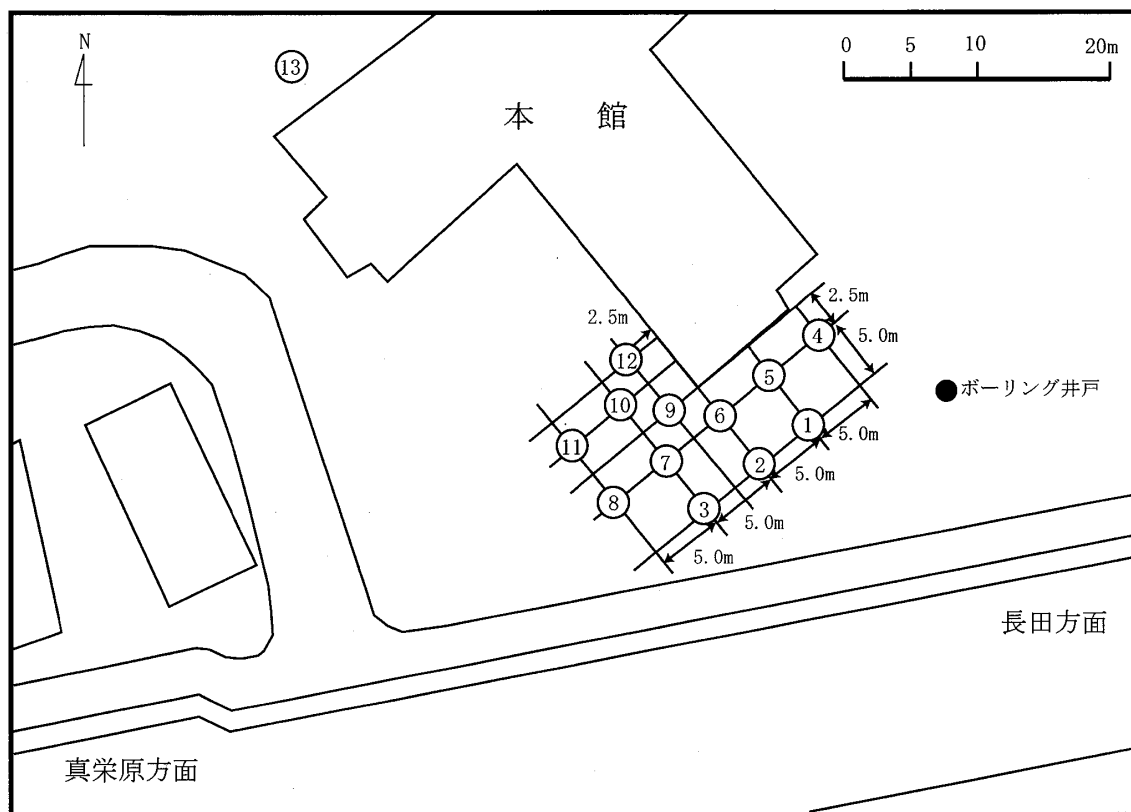 N
0 5 10 20m
⑬
本 館
2.5m
④
2.5m
5.0m
⑫
⑤
ボーリング井戸
⑩
⑨
⑥
①
5.0m
⑪
⑦
②
5.0m
⑧
③
5.0m
5.0m
長田方面
真栄原方面